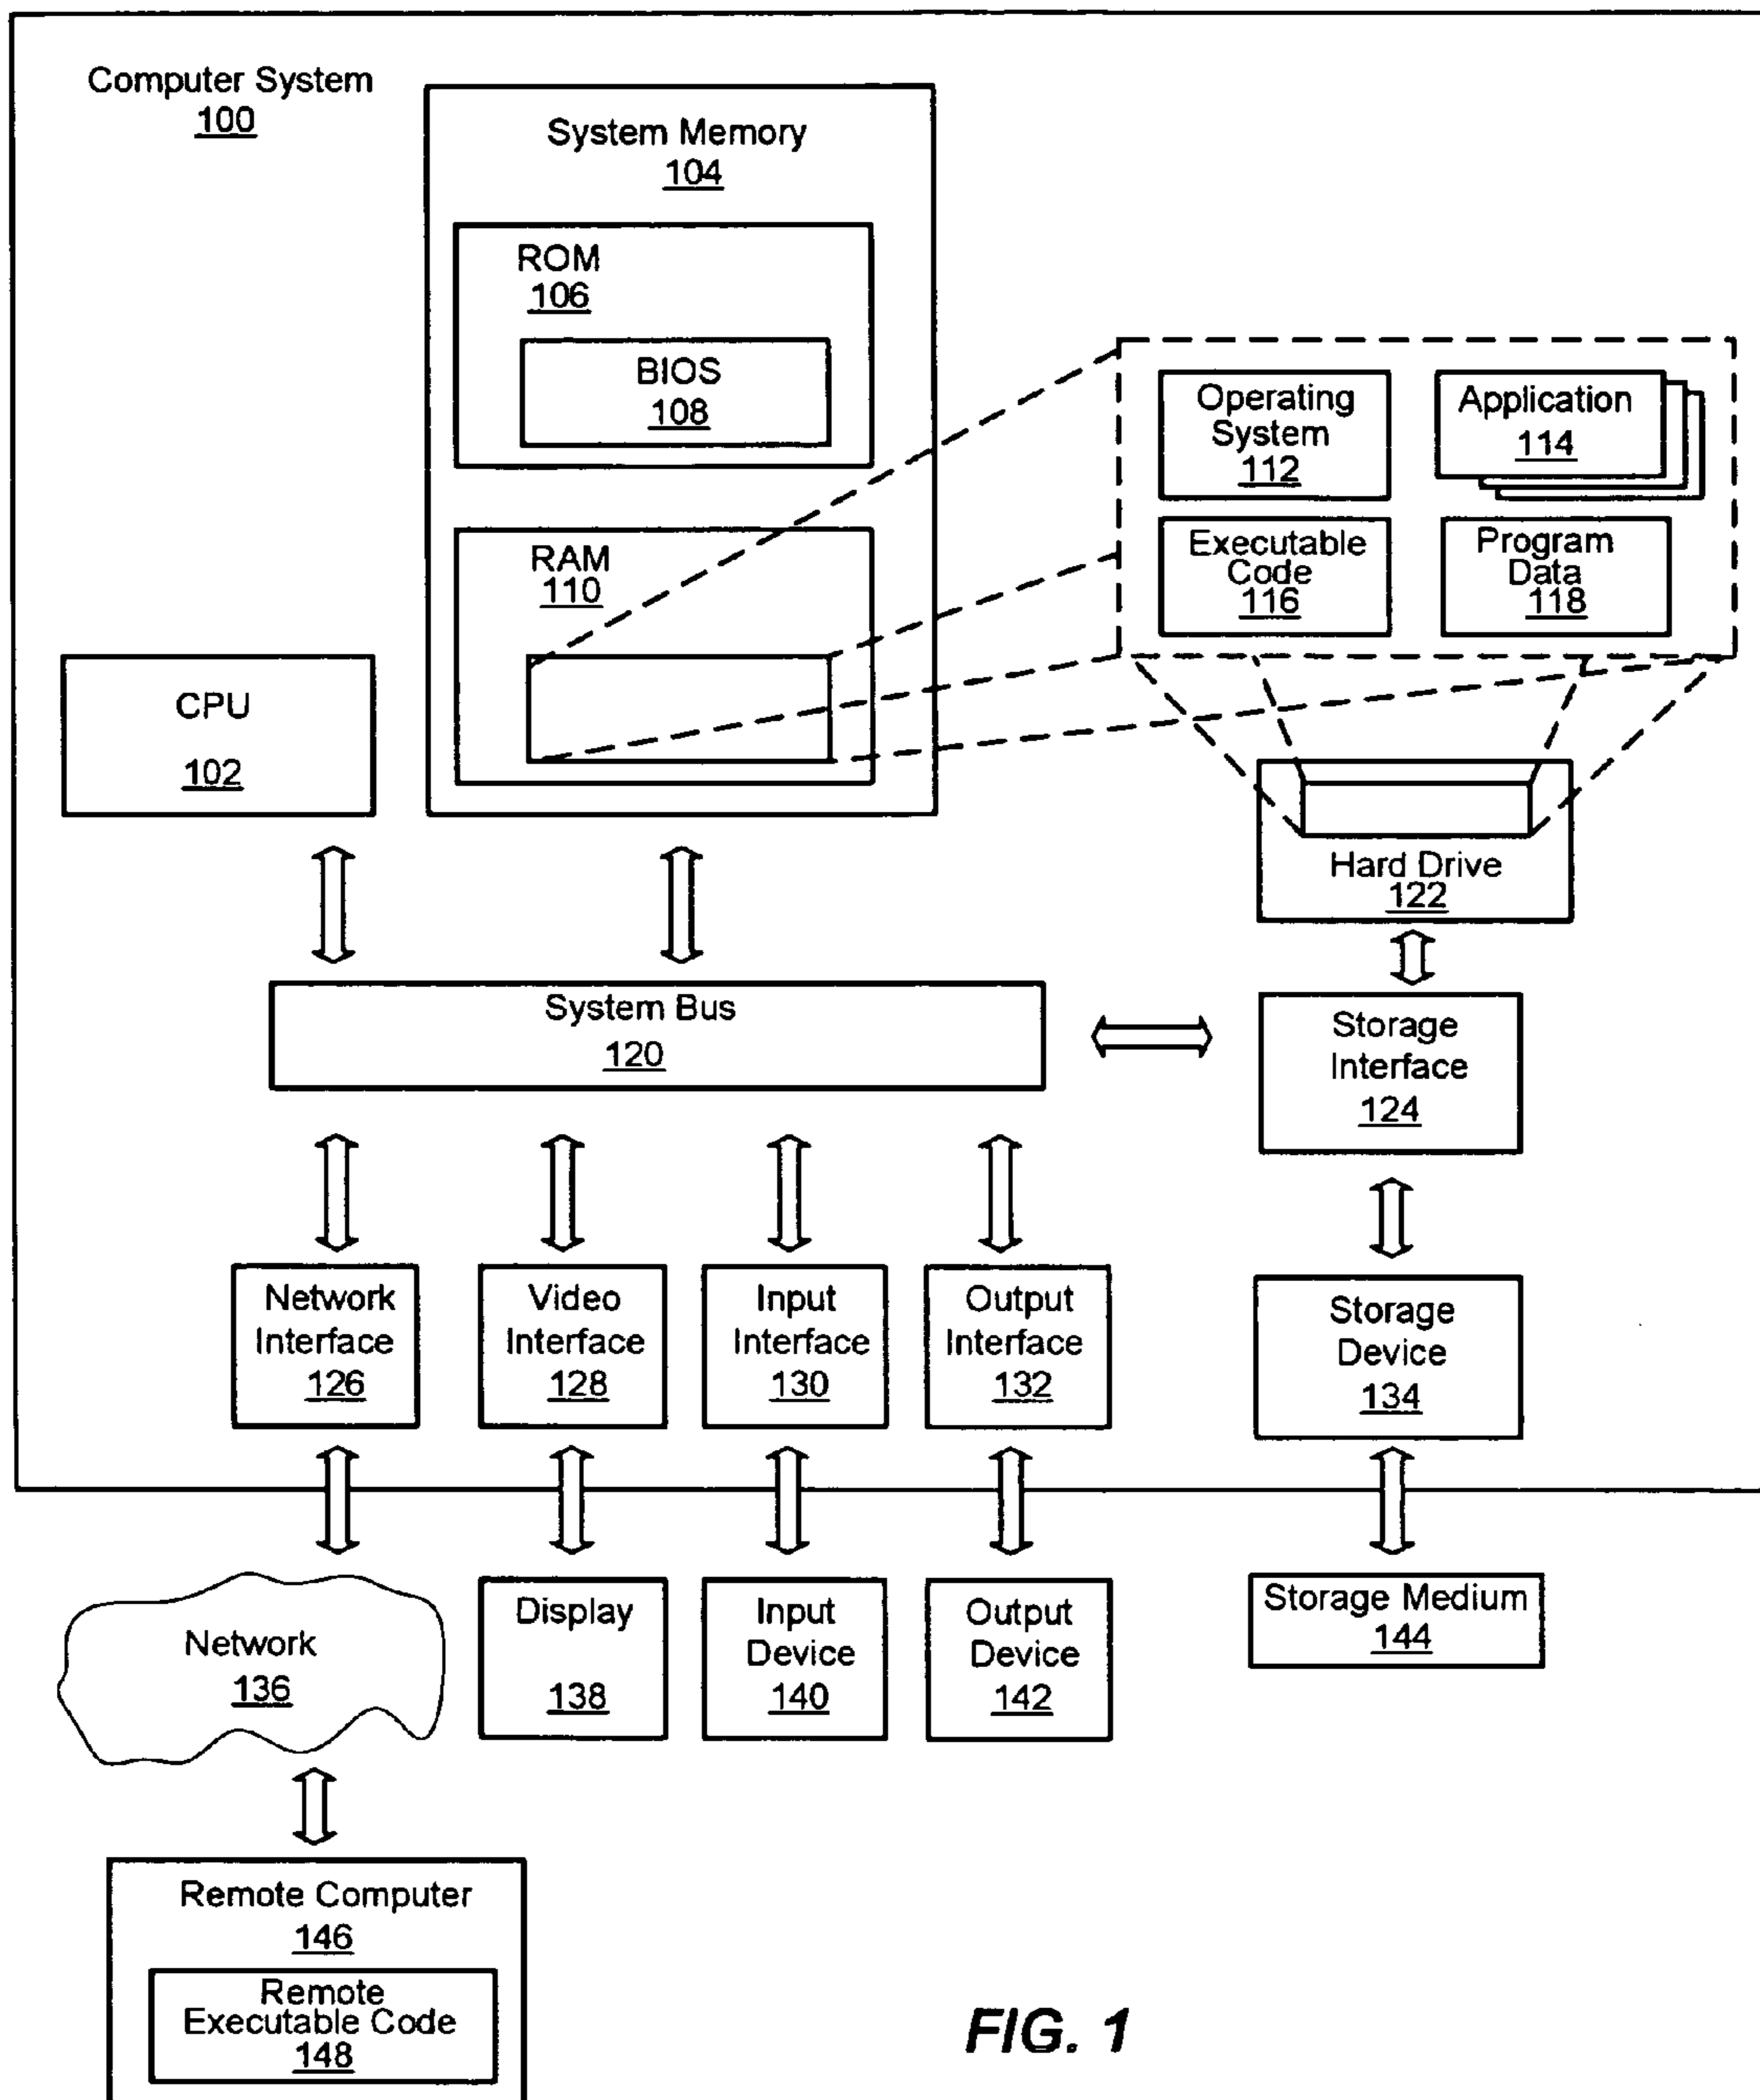 Computer System
100
System Memory
104
ROM
106
BIOS
108
RAM
110
Operating
System
112
Application
114
Executable
Code
116
Program
Data
118
CPU
102
Hard Drive
122
System Bus
120
Storage
Interface
124
Network
Interface
126
Video
Interface
128
Input
Interface
130
Output
Interface
132
Storage
Device
134
Network
136
Display
138
Input
Device
140
Output
Device
142
Storage Medium
144
Remote Computer
146
Remote
Executable Code
148
FIG. 1